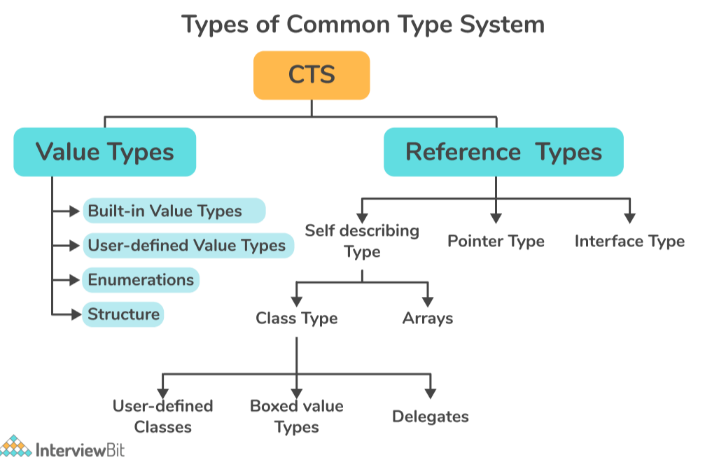 Types of Common Type System
CTS
Value Types
Reference Types
Built-in Value Types
User-defined Value Types
Enumerations
Structure
Self describing
Type
Pointer Type
Interface Type
Class Type
Arrays
User-defined
Classes
Boxed value
Types
Delegates
InterviewBit